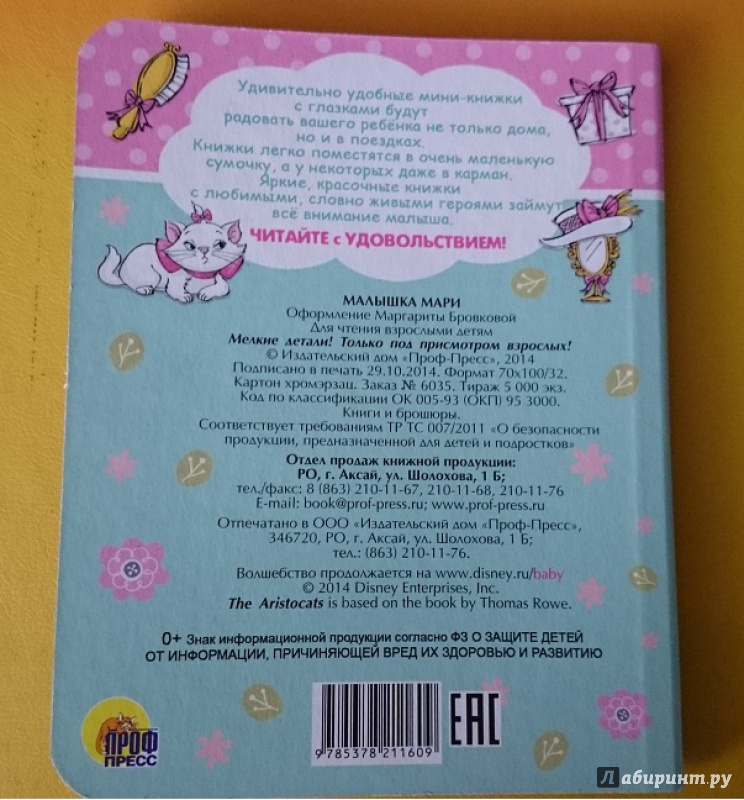 Удивительно удобные мини-книжки
с глазками будут
радовать вашего ребёнка не только дома,
но и в поездках.
Книжки легко поместятся в очень маленькую
сумочку, а у некоторых даже в карман.
Яркие, красочные книжки
с любимыми, словно живыми героями займут
всё внимание малыша.
ЧИТАЙТЕ с УДОВОЛЬСТВИЕМ!
МАЛЫШКА МАРИ
Оформление Маргариты Бровковой
Для чтения взрослыми детям
Мелкие детали! Только под присмотром взрослых!
© Издательский дом «Проф-Пресс», 2014
Подписано в печать 29.10.2014. Формат 70х100/32.
Картон хромэрзац. Заказ № 6035. Тираж 5 000 экз.
Код по классификации ОК 005-93 (ОКП) 95 3000.
Книги и брошюры.
Соответствует требованиям ТР ТС 007/2011 «О безопасности
продукции, предназначенной для детей и подростков»
Отдел продаж книжной продукции:
РО, г. Аксай, ул. Шолохова, 1 Б;
тел./факс: 8 (863) 210-11-67, 210-11-68, 210-11-76
E-mail: book@prof-press.ru; www.prof-press.ru
Отпечатано в ООО «Издательский дом «Проф-Пресс»,
346720, РО, г. Аксай, ул. Шолохова, 1 Б;
тел.: (863) 210-11-76.
Волшебство продолжается на www.disney.ru/baby
© 2014 Disney Enterprises, Inc.
The Aristocats is based on the book by Thomas Rowe.
0+ Знак информационной продукции согласно ФЗ О ЗАЩИТЕ ДЕТЕЙ
ОТ ИНФОРМАЦИИ, ПРИЧИНЯЮЩЕЙ ВРЕД ИХ ЗДОРОВЬЮ И РАЗВИТИЮ
ПРОФ
ПРЕСС
9785378211609
ЕАС
Лабиринт.ру